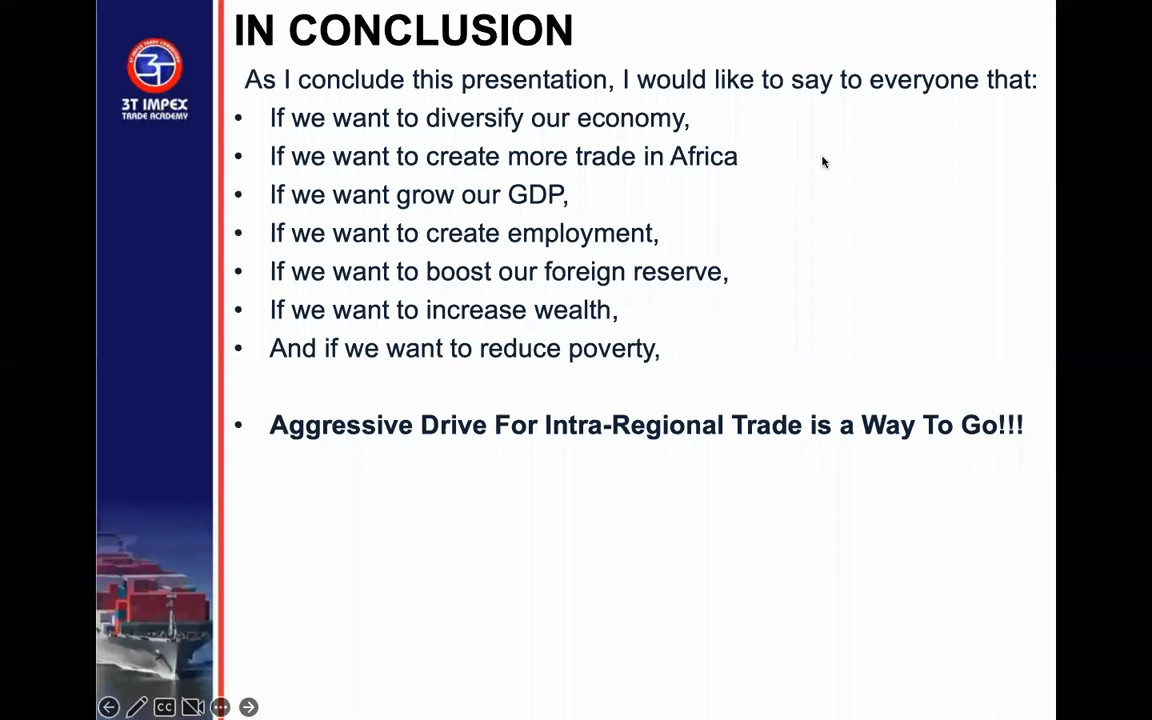 IN CONCLUSION
As I conclude this presentation, I would like to say to everyone that:
• If we want to diversify our economy,
• If we want to create more trade in Africa
• If we want grow our GDP,
• If we want to create employment,
• If we want to boost our foreign reserve,
• If we want to increase wealth,
• And if we want to reduce poverty,
• Aggressive Drive For Intra-Regional Trade is a Way To Go!!!
3T
3T IMPEX
TRADE ACADEMY
CC